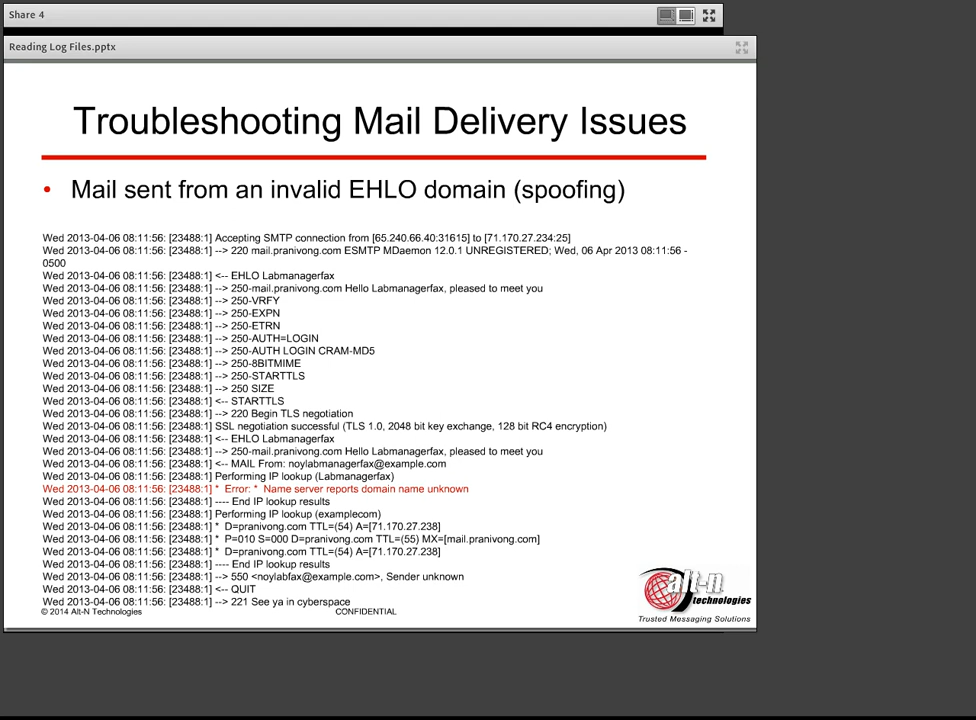 Share 4
Reading Log Files.pptx
Troubleshooting Mail Delivery Issues
• Mail sent from an invalid EHLO domain (spoofing)
Wed 2013-04-06 08:11:56: [23488:1] Accepting SMTP connection from [65.240.66.40:31615] to [71.170.27.234:25]
Wed 2013-04-06 08:11:56: [23488:1] --> 220 mail.pranivong.com ESMTP MDaemon 12.0.1 UNREGISTERED; Wed, 06 Apr 2013 08:11:56 -
0500
Wed 2013-04-06 08:11:56: [23488:1] <-- EHLO Labmanagerfax
Wed 2013-04-06 08:11:56: [23488:1] --> 250-mail.pranivong.com Hello Labmanagerfax, pleased to meet you
Wed 2013-04-06 08:11:56: [23488:1] --> 250-VRFY
Wed 2013-04-06 08:11:56: [23488:1] --> 250-EXPN
Wed 2013-04-06 08:11:56: [23488:1] --> 250-ETRN
Wed 2013-04-06 08:11:56: [23488:1] --> 250-AUTH=LOGIN
Wed 2013-04-06 08:11:56: [23488:1] --> 250-AUTH LOGIN CRAM-MD5
Wed 2013-04-06 08:11:56: [23488:1] --> 250-8BITMIME
Wed 2013-04-06 08:11:56: [23488:1] --> 250-STARTTLS
Wed 2013-04-06 08:11:56: [23488:1] --> 250 SIZE
Wed 2013-04-06 08:11:56: [23488:1] <-- STARTTLS
Wed 2013-04-06 08:11:56: [23488:1] --> 220 Begin TLS negotiation
Wed 2013-04-06 08:11:56: [23488:1] SSL negotiation successful (TLS 1.0, 2048 bit key exchange, 128 bit RC4 encryption)
Wed 2013-04-06 08:11:56: [23488:1] <-- EHLO Labmanagerfax
Wed 2013-04-06 08:11:56: [23488:1] --> 250-mail.pranivong.com Hello Labmanagerfax, pleased to meet you
Wed 2013-04-06 08:11:56: [23488:1] <-- MAIL From: noylabmanagerfax@example.com
Wed 2013-04-06 08:11:56: [23488:1] Performing IP lookup (Labmanagerfax)
Wed 2013-04-06 08:11:56: [23488:1] * Error: * Name server reports domain name unknown
Wed 2013-04-06 08:11:56: [23488:1] ---- End IP lookup results
Wed 2013-04-06 08:11:56: [23488:1] Performing IP lookup (examplecom)
Wed 2013-04-06 08:11:56: [23488:1] * D=pranivong.com TTL=(54) A=[71.170.27.238]
Wed 2013-04-06 08:11:56: [23488:1] * P=010 S=000 D=pranivong.com TTL=(55) MX=[mail.pranivong.com]
Wed 2013-04-06 08:11:56: [23488:1] * D=pranivong.com TTL=(54) A=[71.170.27.238]
Wed 2013-04-06 08:11:56: [23488:1] ---- End IP lookup results
Wed 2013-04-06 08:11:56: [23488:1] --> 550 <noylabfax@example.com>, Sender unknown
Wed 2013-04-06 08:11:56: [23488:1] <-- QUIT
Wed 2013-04-06 08:11:56: [23488:1] --> 221 See ya in cyberspace
© 2014 Alt-N Technologies
CONFIDENTIAL
alt-n
technologies
Trusted Messaging Solutions